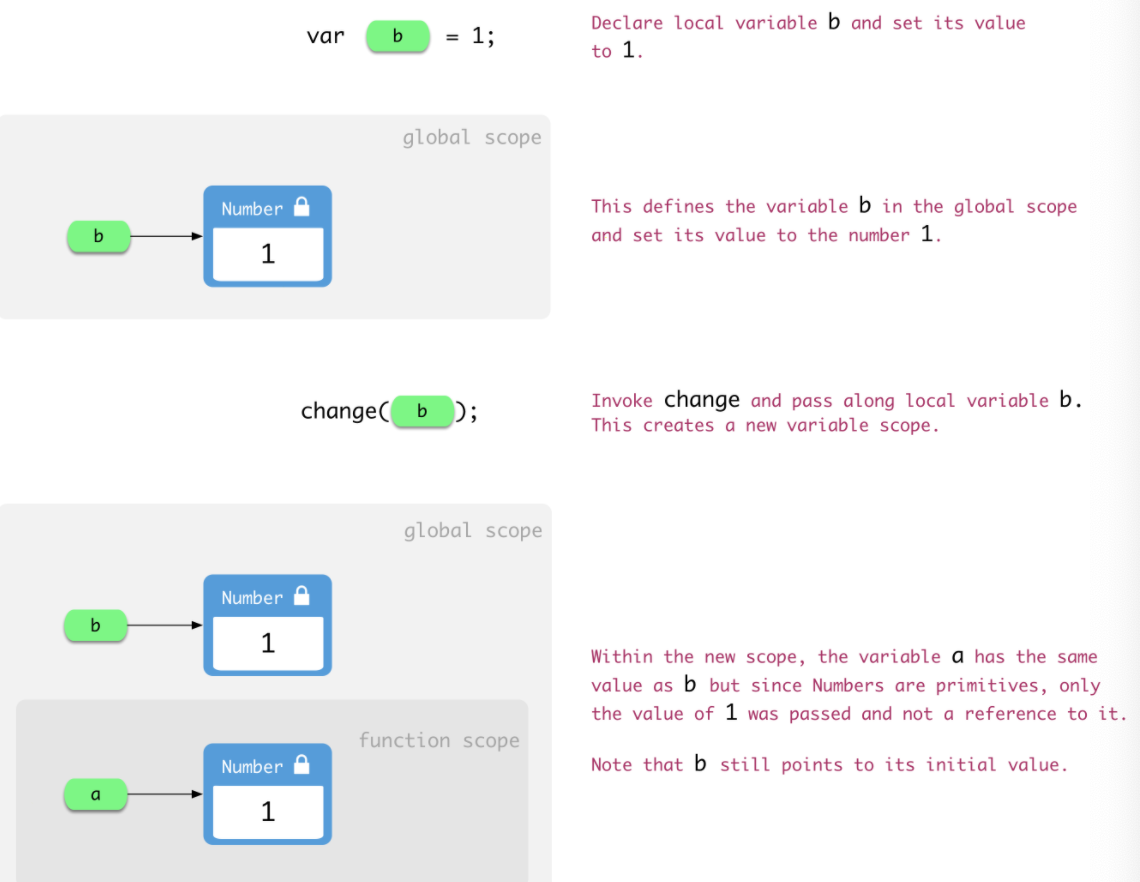 var b = 1;
Declare local variable b and set its value
to 1.
global scope
Number
b
1
This defines the variable b in the global scope
and set its value to the number 1.
change( b );
Invoke change and pass along local variable b.
This creates a new variable scope.
global scope
Number
b
1
Within the new scope, the variable a has the same
value as b but since Numbers are primitives, only
the value of 1 was passed and not a reference to it.
Note that b still points to its initial value.
function scope
Number
a
1